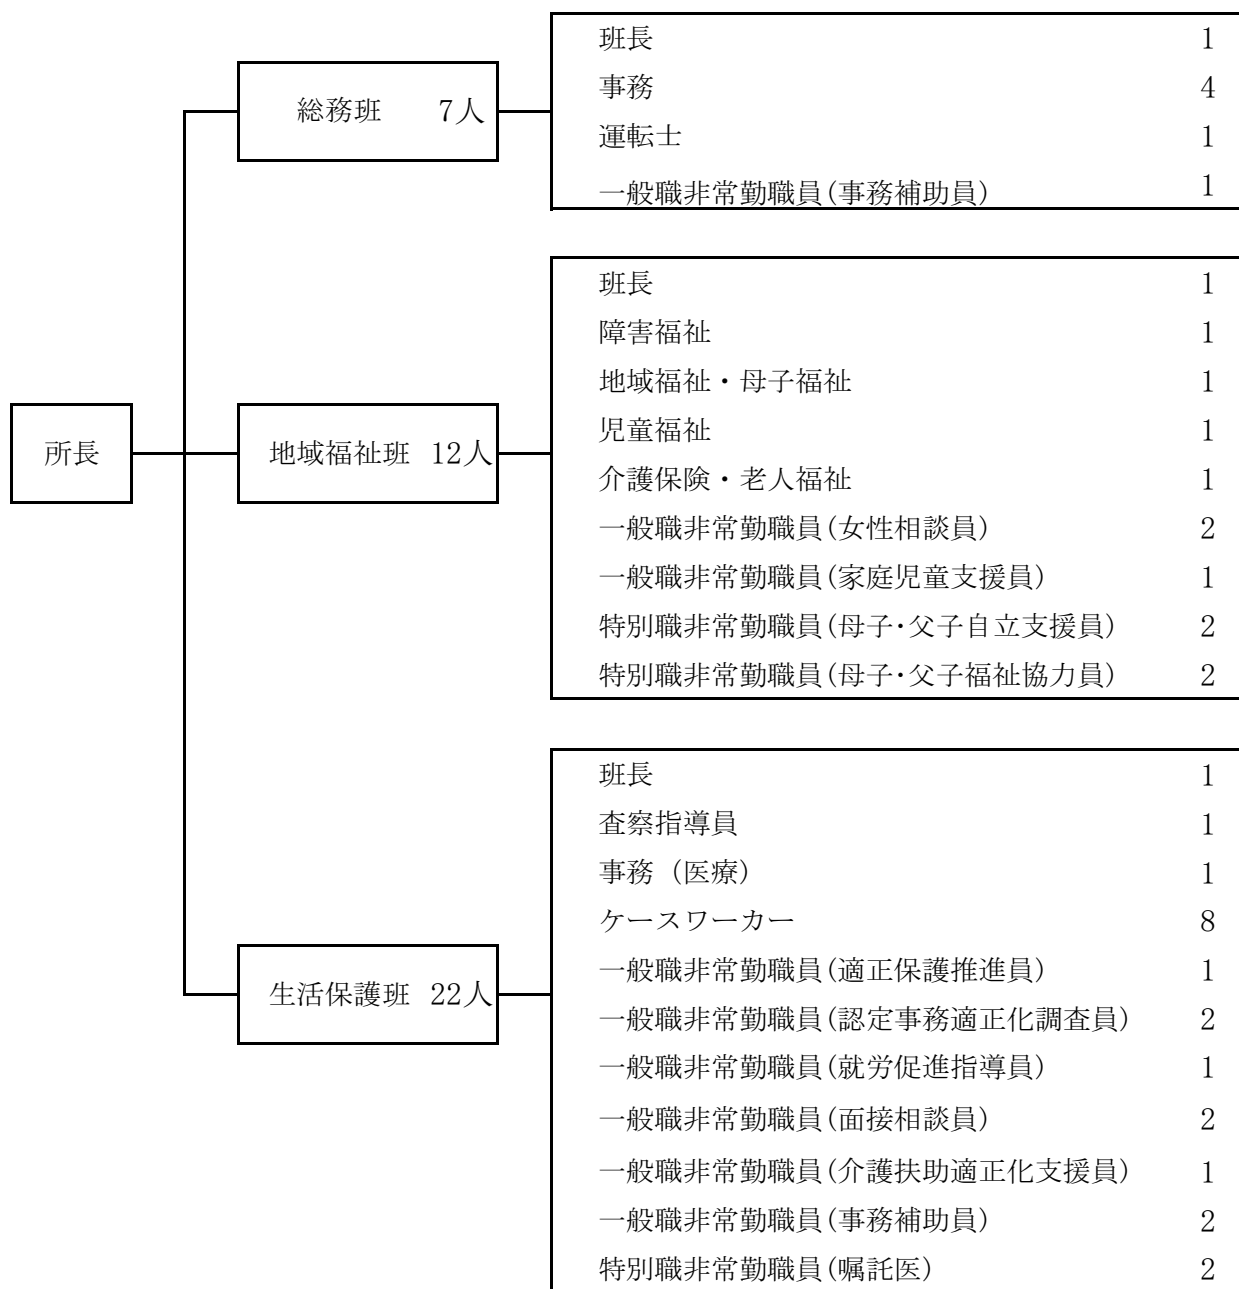 班長 1
事務 4
運転士 1
一般職非常勤職員(事務補助員) 1
総務班 7人
班長 1
障害福祉 1
地域福祉・母子福祉 1
児童福祉 1
介護保険・老人福祉 1
一般職非常勤職員(女性相談員) 2
一般職非常勤職員(家庭児童支援員) 1
特別職非常勤職員(母子・父子自立支援員) 2
特別職非常勤職員(母子・父子福祉協力員) 2
所長
地域福祉班 12人
班長 1
査察指導員 1
事務（医療） 1
ケースワーカー 8
一般職非常勤職員(適正保護推進員) 1
一般職非常勤職員(認定事務適正化調査員) 2
一般職非常勤職員(就労促進指導員) 1
一般職非常勤職員(面接相談員) 2
一般職非常勤職員(介護扶助適正化支援員) 1
一般職非常勤職員(事務補助員) 2
特別職非常勤職員(嘱託医) 2
生活保護班 22人